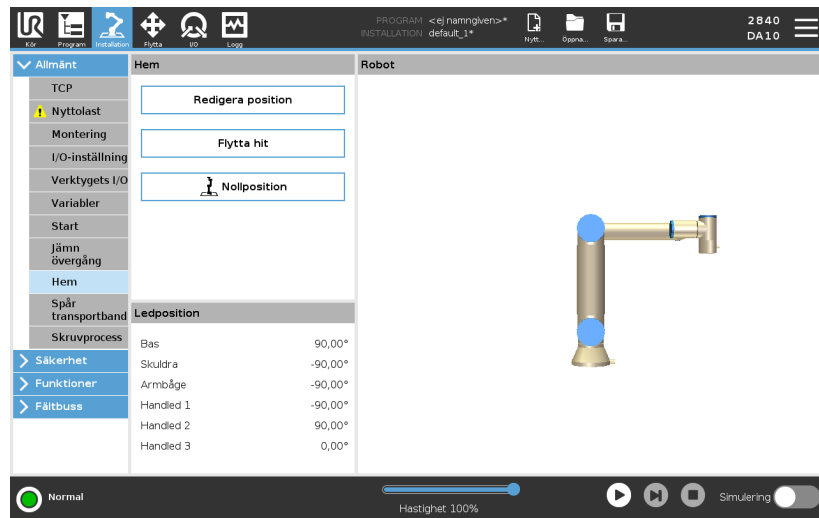 UR
Kör
Program
Installation
Flytta
I/O
Logg
PROGRAM <ej namngiven>*
INSTALLATION default_1*
Nytt...
Öppna...
Spara...
2840
DA10
Allmänt
TCP
Nyttolast
Montering
I/O-inställning
Verktygets I/O
Variabler
Start
Jämn
övergång
Hem
Spår
transportband
Skruvprocess
Säkerhet
Funktioner
Fältbuss
Hem
Redigera position
Flytta hit
Nollposition
Ledposition
Bas 90,00°
Skuldra -90,00°
Armbåge -90,00°
Handled 1 -90,00°
Handled 2 90,00°
Handled 3 0,00°
Robot
Normal
Hastighet 100%
Simulering